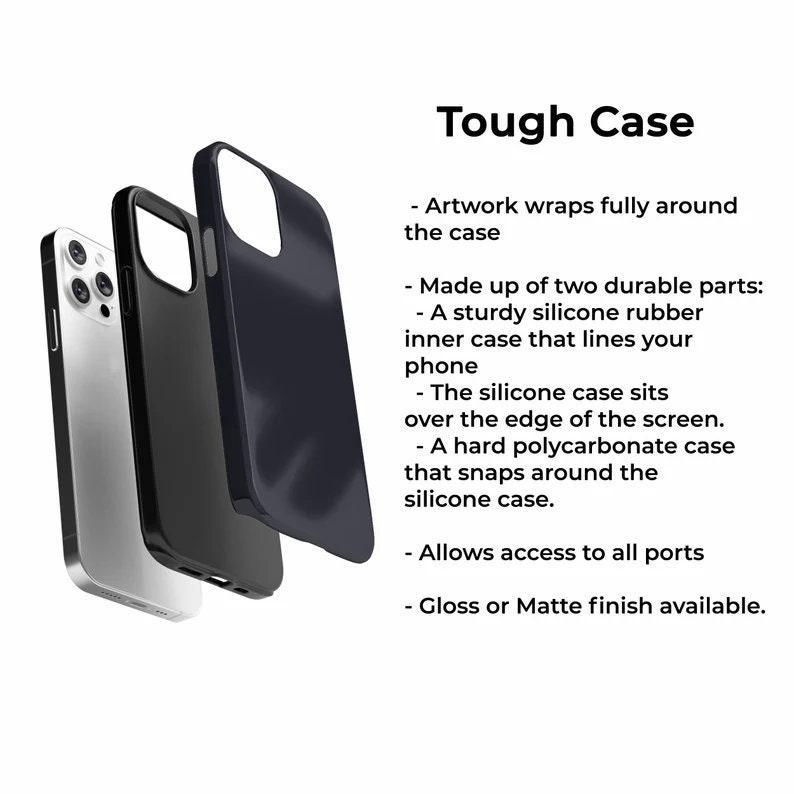 Tough Case
- Artwork wraps fully around
the case
- Made up of two durable parts:
- A sturdy silicone rubber
inner case that lines your
phone
- The silicone case sits
over the edge of the screen.
- A hard polycarbonate case
that snaps around the
silicone case.
- Allows access to all ports
- Gloss or Matte finish available.